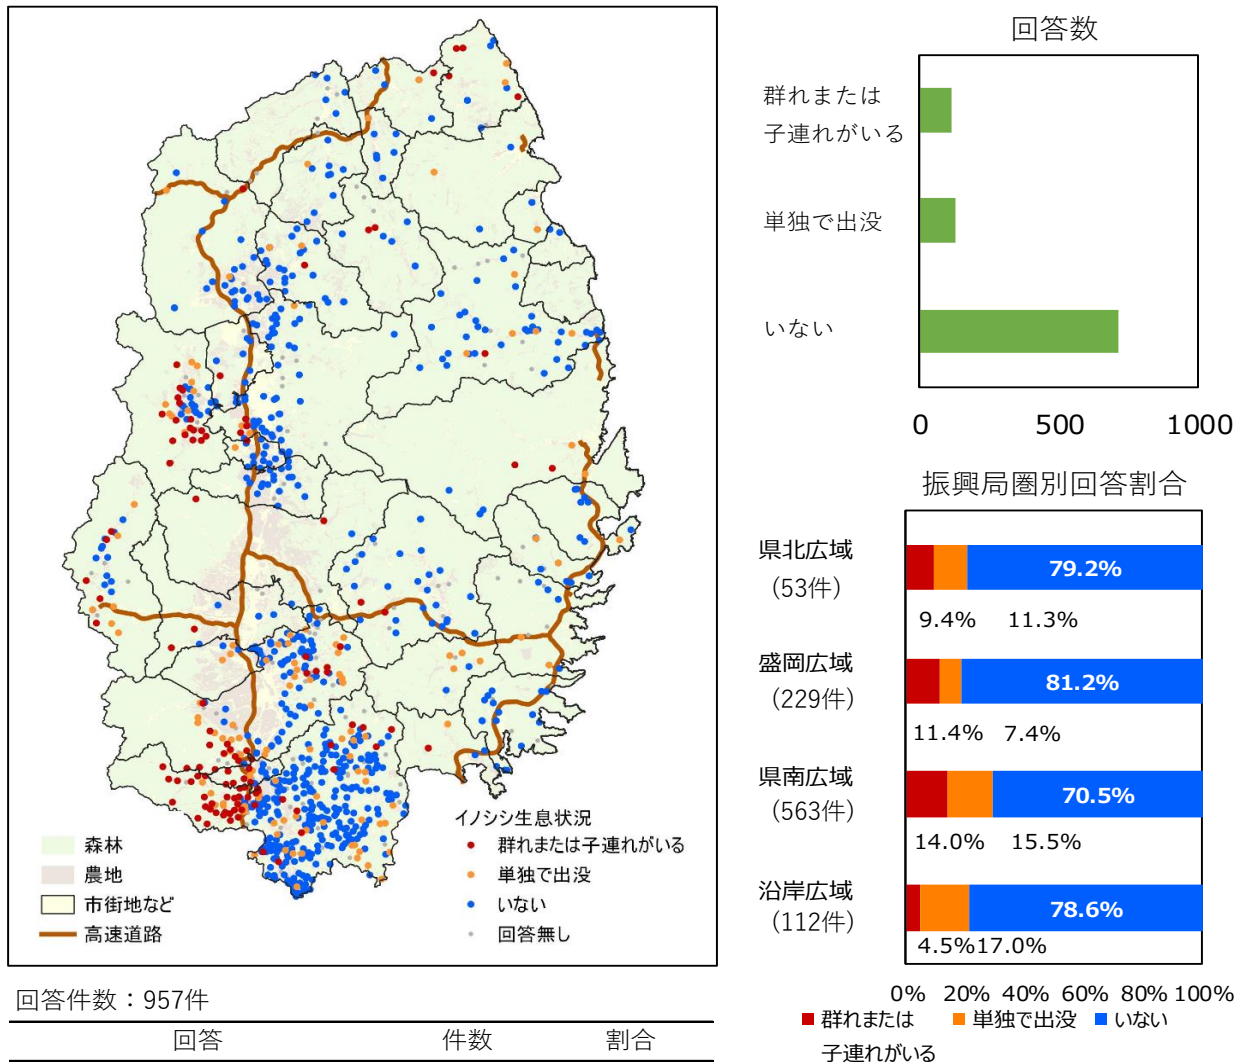 森林
農地
市街地など
高速道路
イノシシ生息状況
群れまたは子連れがいる
単独で出没
いない
回答無し
回答件数：957件
回答 件数 割合
回答数
群れまたは
子連れがいる
単独で出没
いない
0 500 1000
振興局圏別回答割合
県北広域
(53件)
79.2%
9.4% 11.3%
盛岡広域
(229件)
81.2%
11.4% 7.4%
県南広域
(563件)
70.5%
14.0% 15.5%
沿岸広域
(112件)
78.6%
4.5% 17.0%
0% 20% 40% 60% 80% 100%
群れまたは 単独で出没 いない
子連れがいる